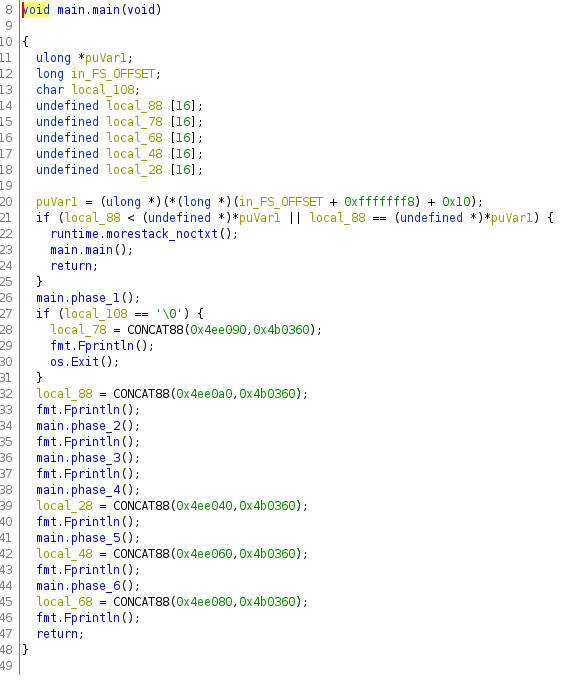 8 void main.main(void)
9
10 {
11 ulong *puVar1;
12 long in_FS_OFFSET;
13 char local_108;
14 undefined local_88 [16];
15 undefined local_78 [16];
16 undefined local_68 [16];
17 undefined local_48 [16];
18 undefined local_28 [16];
19
20 puVar1 = (ulong *)(*(long *)(in_FS_OFFSET + 0xfffffff8) + 0x10);
21 if (local_88 < (undefined *)*puVar1 || local_88 == (undefined *)*puVar1) {
22 runtime.morestack_noctxt();
23 main.main();
24 return;
25 }
26 main.phase_1();
27 if (local_108 == '\0') {
28 local_78 = CONCAT88(0x4ee090,0x4b0360);
29 fmt.Fprintln();
30 os.Exit();
31 }
32 local_88 = CONCAT88(0x4ee0a0,0x4b0360);
33 fmt.Fprintln();
34 main.phase_2();
35 fmt.Fprintln();
36 main.phase_3();
37 fmt.Fprintln();
38 main.phase_4();
39 local_28 = CONCAT88(0x4ee040,0x4b0360);
40 fmt.Fprintln();
41 main.phase_5();
42 local_48 = CONCAT88(0x4ee060,0x4b0360);
43 fmt.Fprintln();
44 main.phase_6();
45 local_68 = CONCAT88(0x4ee080,0x4b0360);
46 fmt.Fprintln();
47 return;
48 }
49